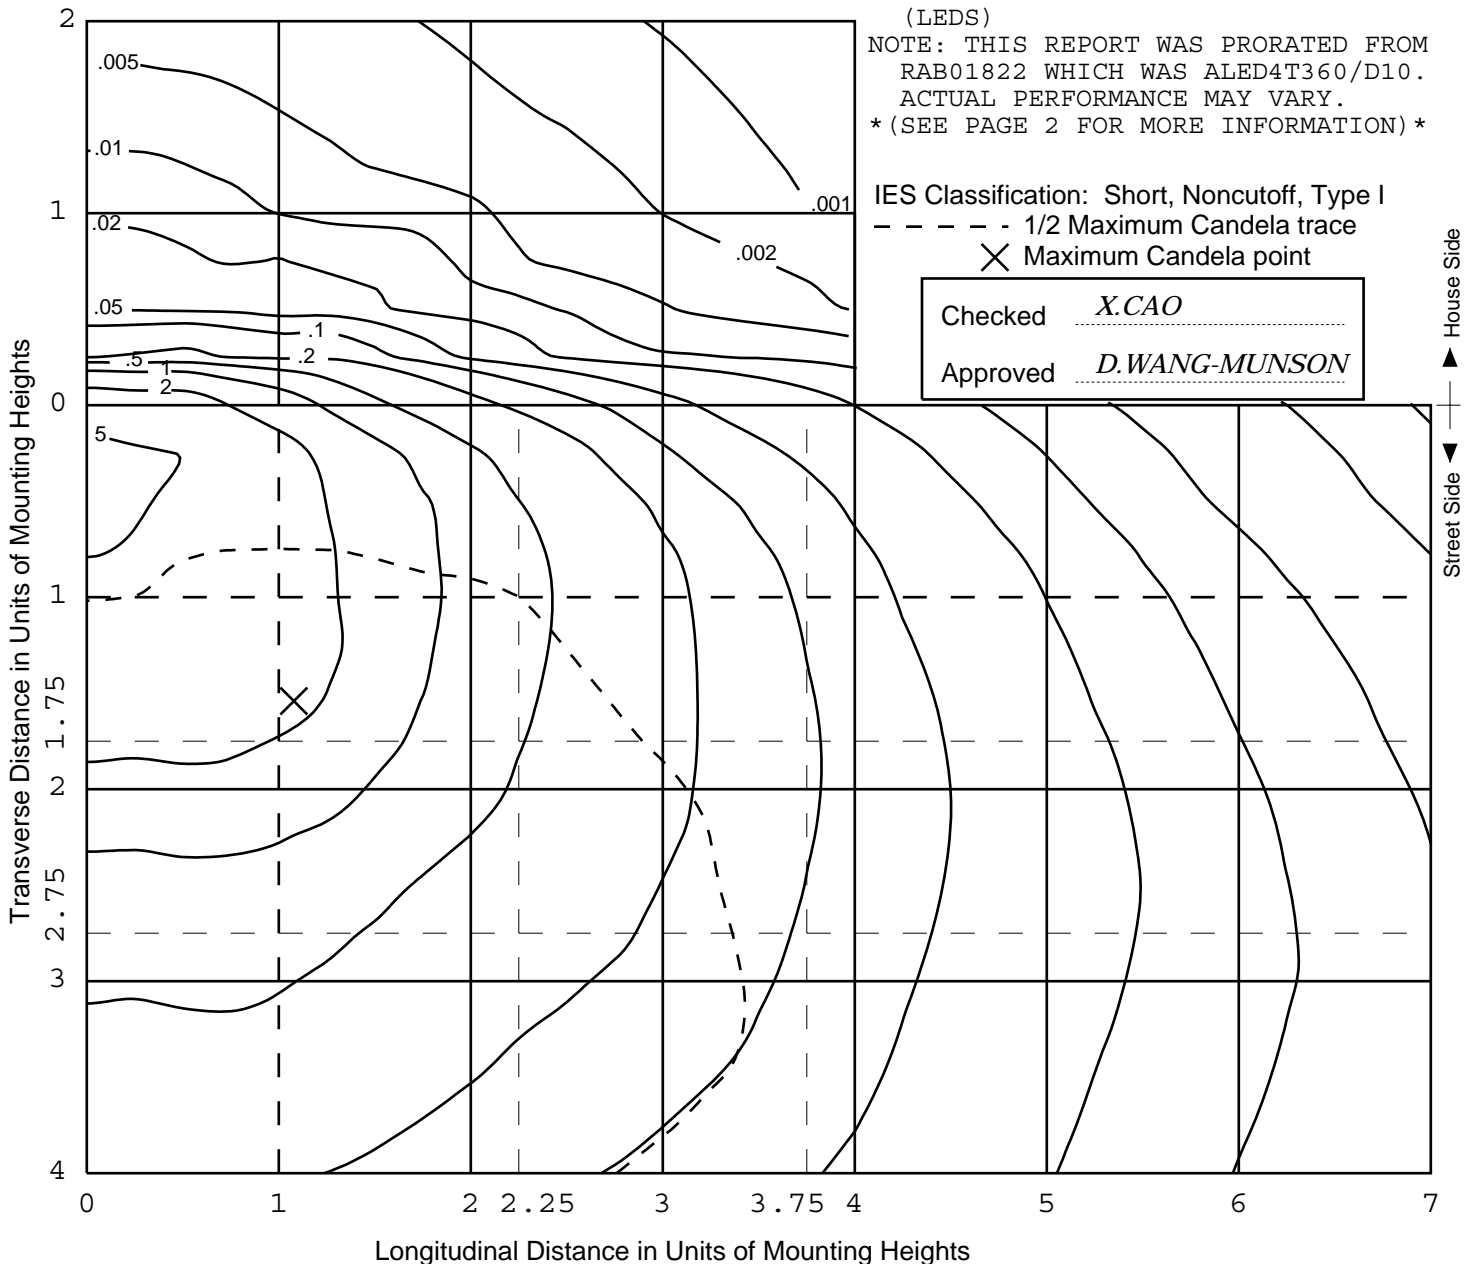 (LEDS)
NOTE: THIS REPORT WAS PRORATED FROM
RAB01822 WHICH WAS ALED4T360/D10.
ACTUAL PERFORMANCE MAY VARY.
*(SEE PAGE 2 FOR MORE INFORMATION)*
IES Classification: Short, Noncutoff, Type I
1/2 Maximum Candela trace
Maximum Candela point
Checked X.CAO
Approved D.WANG-MUNSON
House Side
Street Side
Transverse Distance in Units of Mounting Heights
2
1
0
1
1.75
2
2.75
3
4
.005
.01
.02
.05
.1
.2
.5
1
2
5
.001
.002
0 1 2 2.25 3 3.75 4 5 6 7
Longitudinal Distance in Units of Mounting Heights